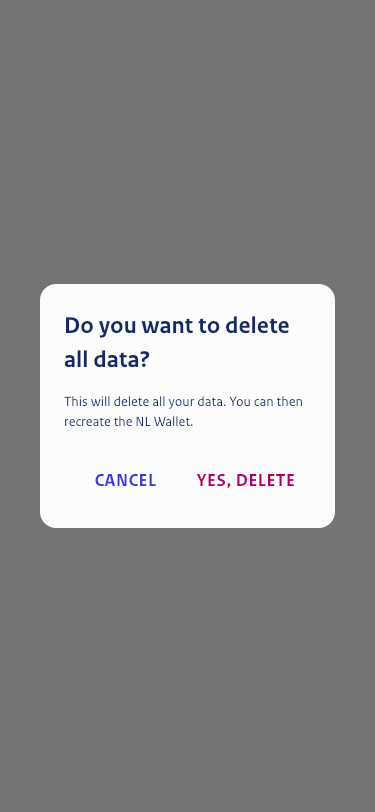 Do you want to delete
all data?
This will delete all your data. You can then
recreate the NL Wallet.
CANCEL
YES, DELETE